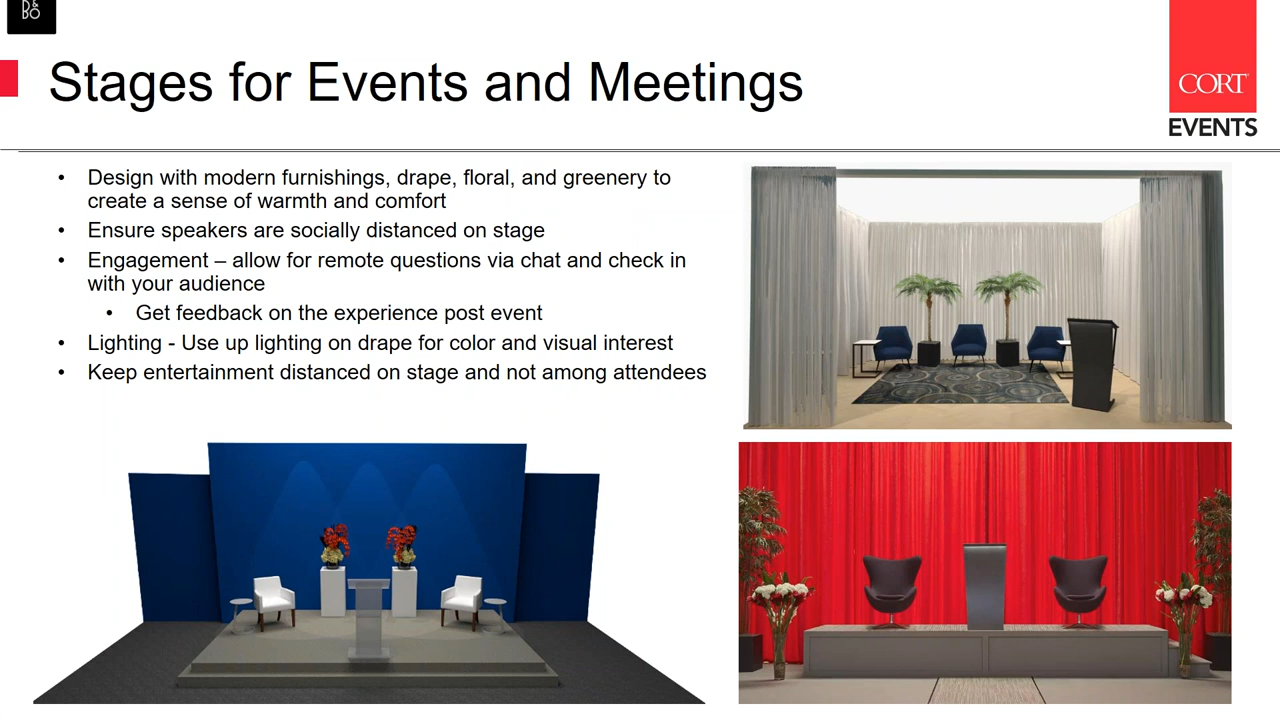 B&
BO
Stages for Events and Meetings
CORT
EVENTS
• Design with modern furnishings, drape, floral, and greenery to
create a sense of warmth and comfort
• Ensure speakers are socially distanced on stage
• Engagement – allow for remote questions via chat and check in
with your audience
• Get feedback on the experience post event
• Lighting - Use up lighting on drape for color and visual interest
• Keep entertainment distanced on stage and not among attendees